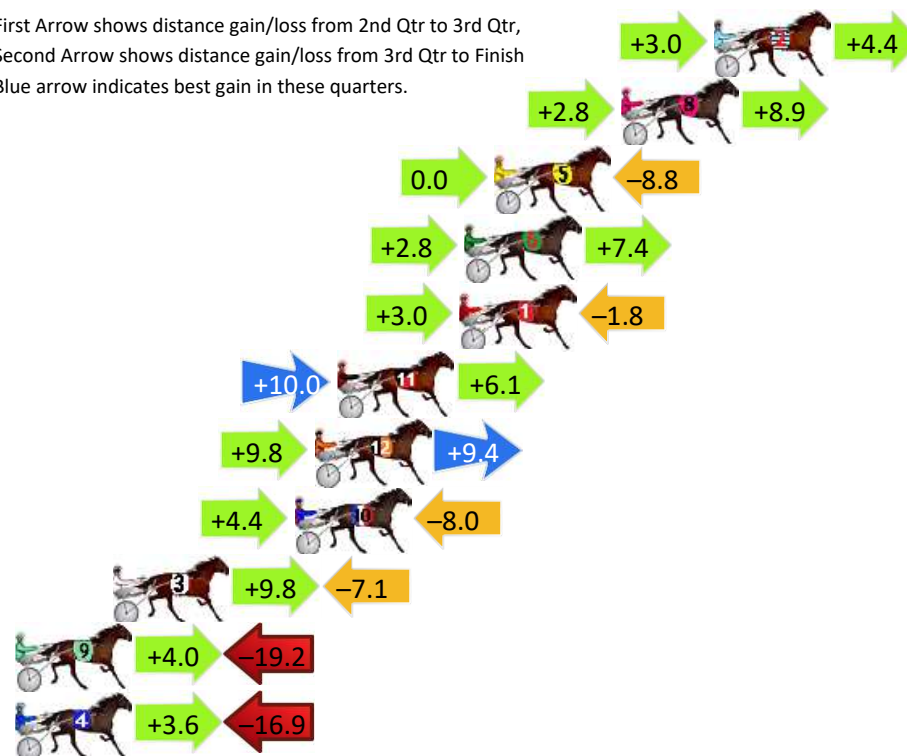 First Arrow shows distance gain/loss from 2nd Qtr to 3rd Qtr,
Second Arrow shows distance gain/loss from 3rd Qtr to Finish
Blue arrow indicates best gain in these quarters.
+3.0 2 +4.4
+2.8 8 +8.9
0.0 5 –8.8
+2.8 6 +7.4
+3.0 1 –1.8
+10.0 11 +6.1
+9.8 12 +9.4
+4.4 10 –8.0
3 +9.8 –7.1
9 +4.0 –19.2
4 +3.6 –16.9